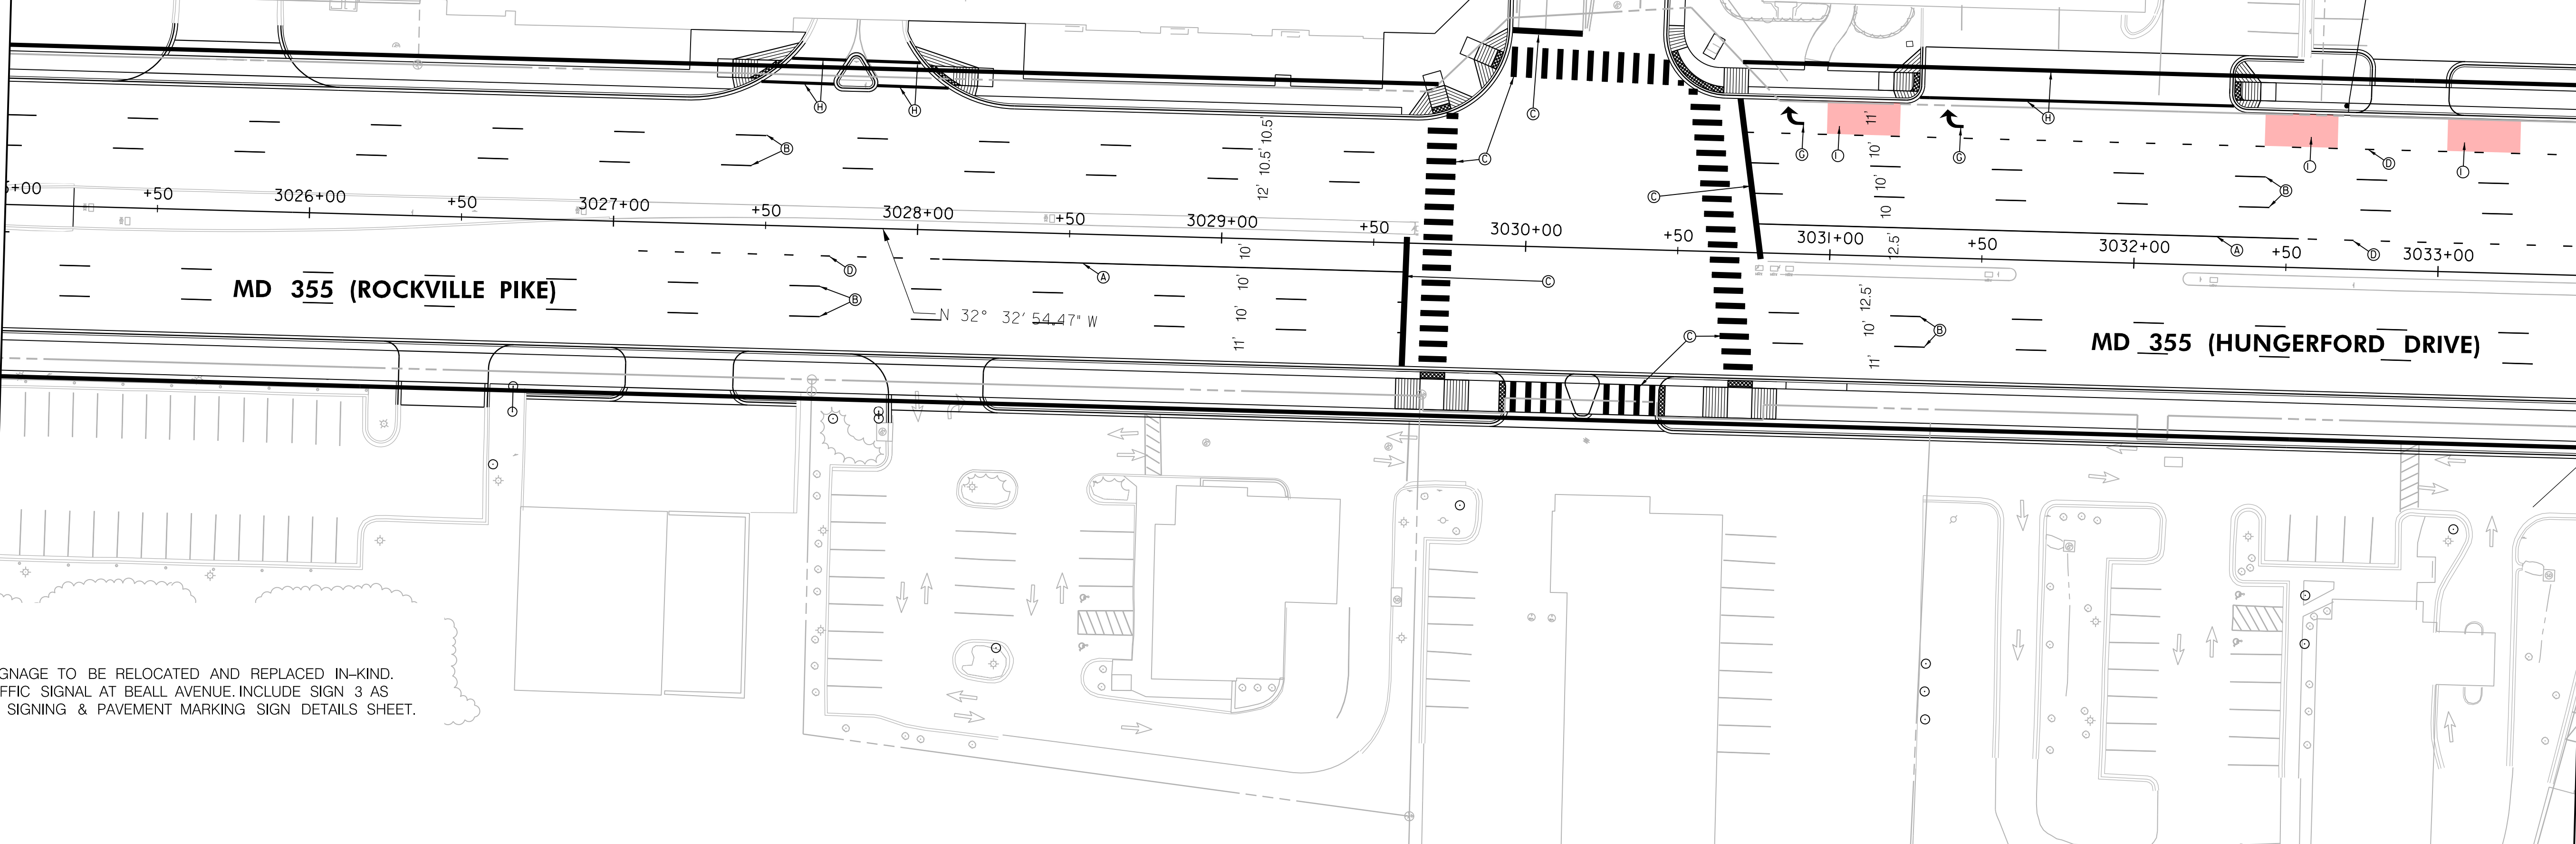 H
H
C
B
C
10.5'
10.5'
12'
C
11'
10'
10'
10'
12.5'
G
I
G
H
I
D
I
B
5+00
+50
3026+00
+50
3027+00
+50
3028+00
+50
3029+00
+50
3030+00
+50
3031+00
+50
3032+00
+50
3033+00
A
D
D
A
B
C
C
B
10'
10'
10'
11'
12.5'
10'
11'
MD 355 (ROCKVILLE PIKE)
N 32° 32' 54.47" W
MD 355 (HUNGERFORD DRIVE)
GNAGE TO BE RELOCATED AND REPLACED IN-KIND.
FFIC SIGNAL AT BEALL AVENUE. INCLUDE SIGN 3 AS
SIGNING & PAVEMENT MARKING SIGN DETAILS SHEET.